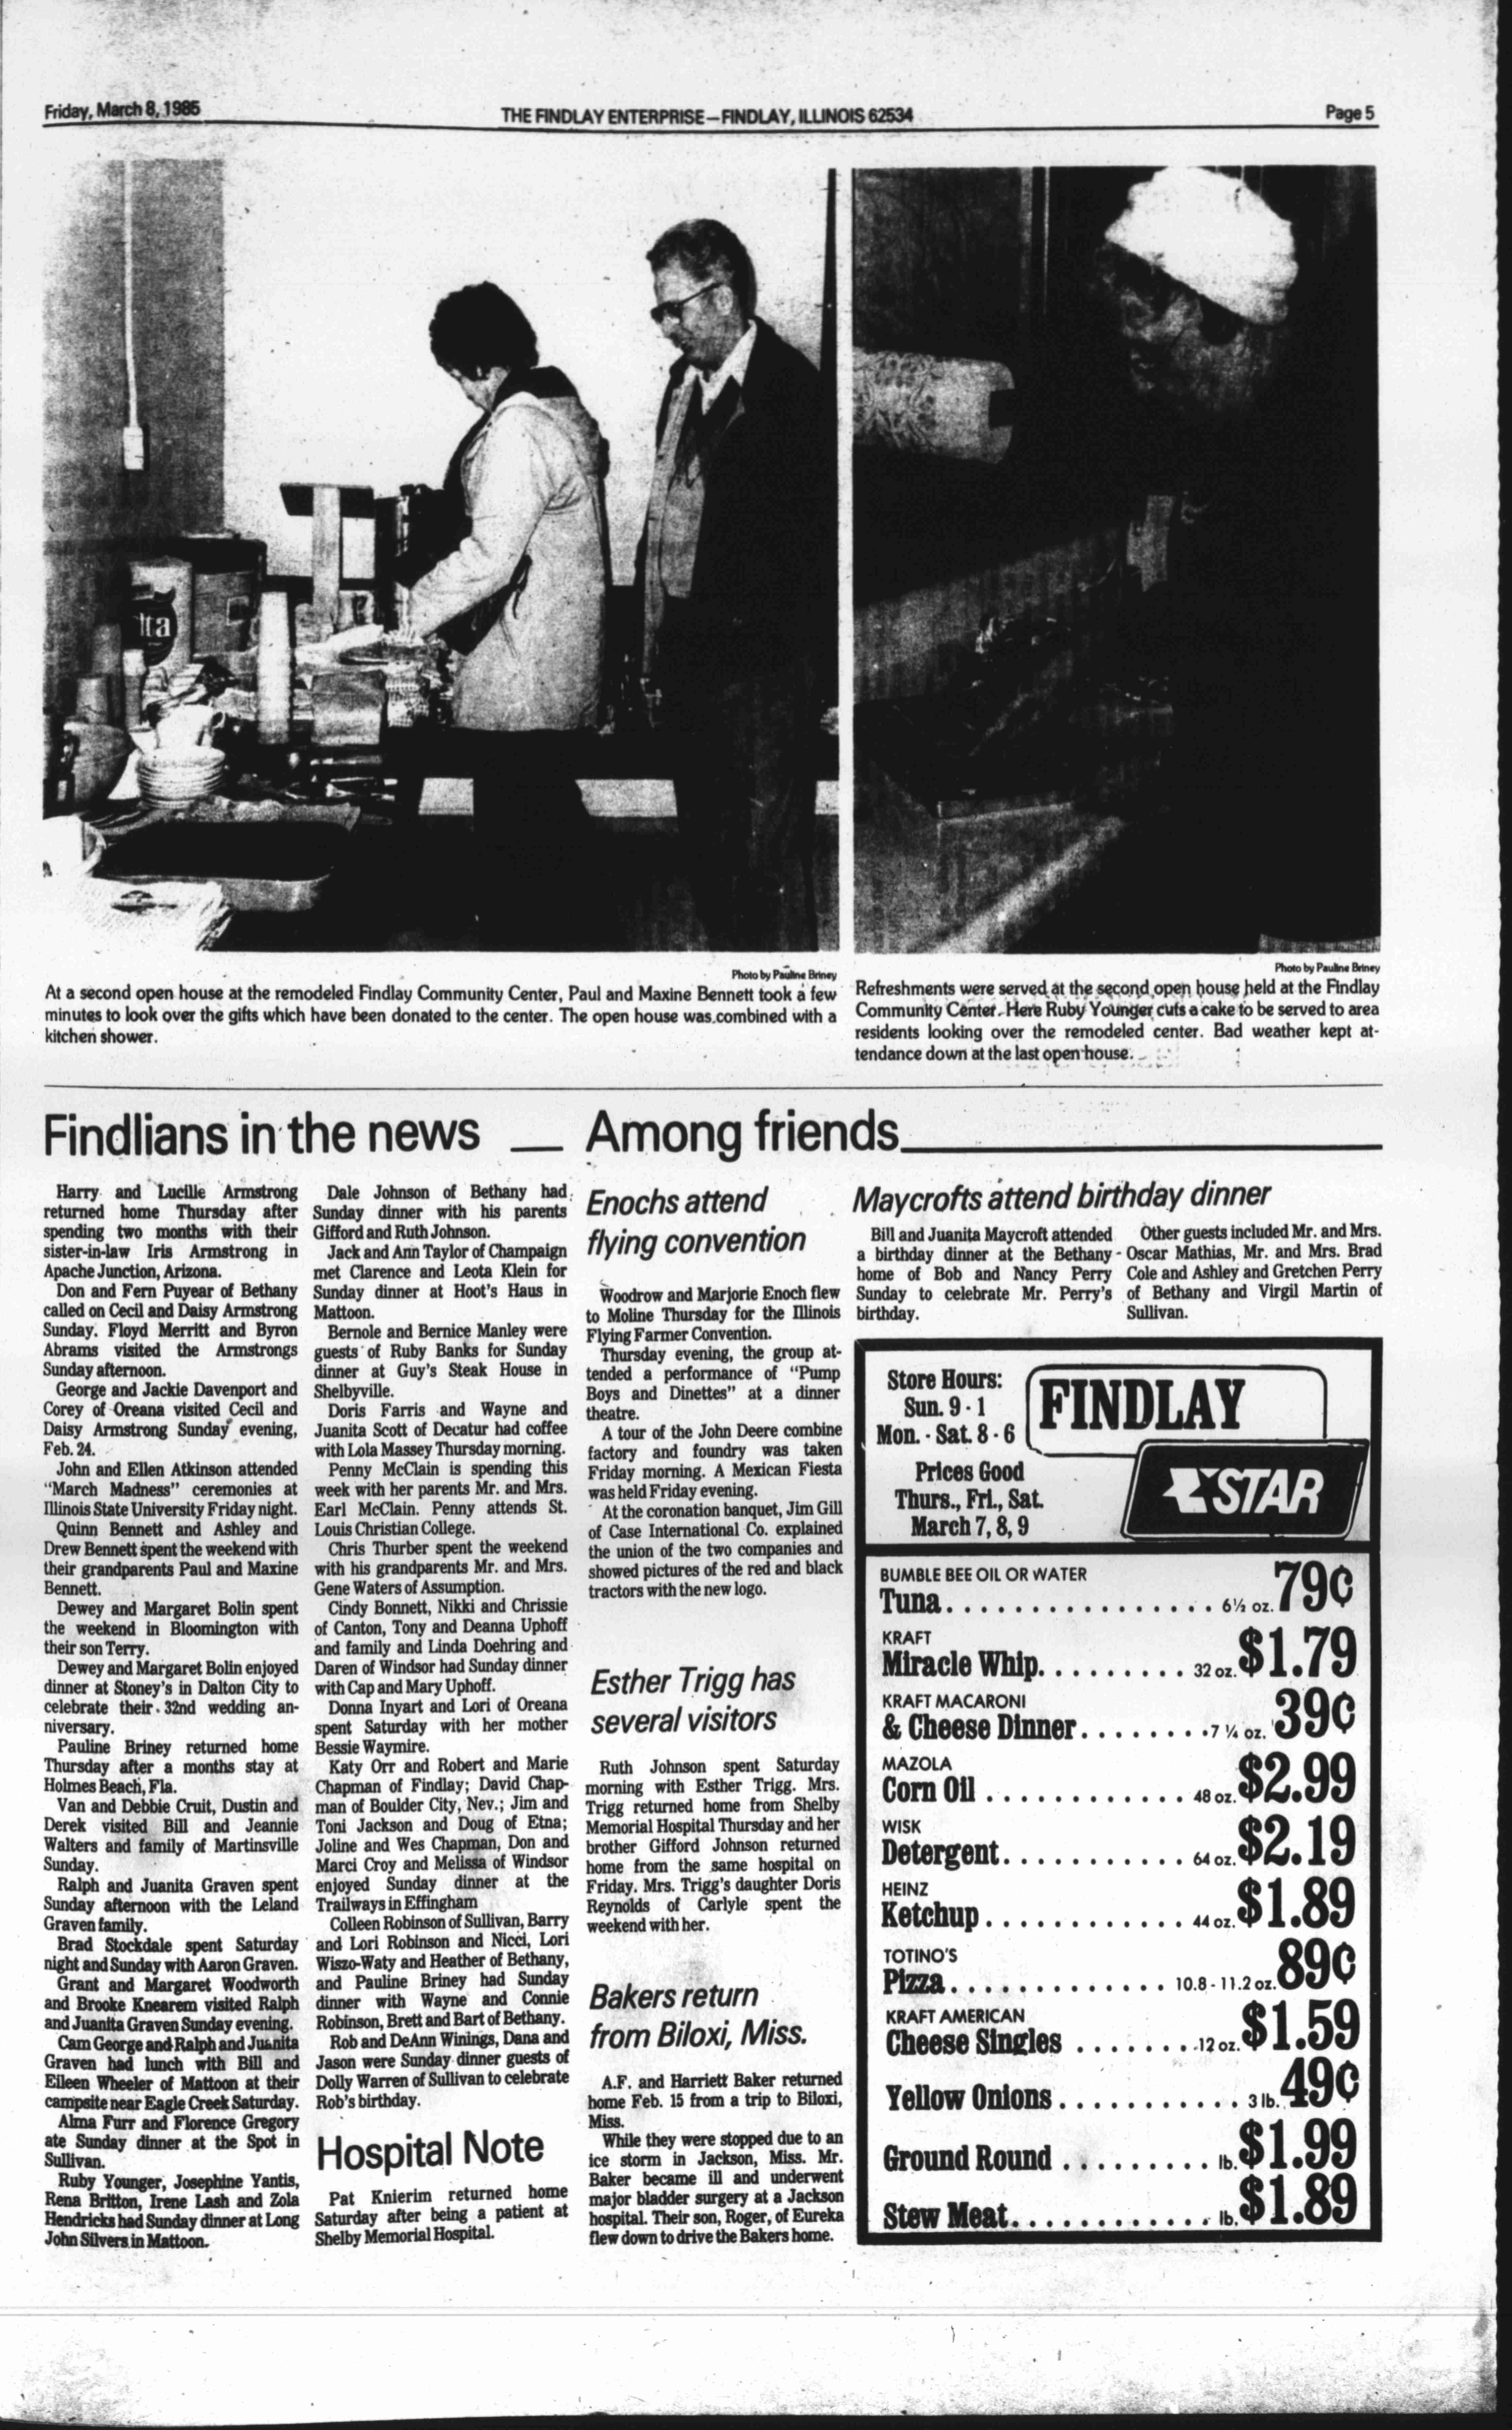 Friday, March 8, 1985
THE FINDLAY ENTERPRISE—FINDLAY, ILLINOIS 62534
Page 5
lta
Photo by Pauline Briney
At a second open house at the remodeled Findlay Community Center, Paul and Maxine Bennett took a few
minutes to look over the gifts which have been donated to the center. The open house was combined with a
kitchen shower.
Photo by Pauline Briney
Refreshments were served at the second open house held at the Findlay
Community Center. Here Ruby Younger cuts a cake to be served to area
residents looking over the remodeled center. Bad weather kept at-
tendance down at the last open house.
Findlians in the news
Harry and Lucille Armstrong
returned home Thursday after
spending two months with their
sister-in-law Iris Armstrong in
Apache Junction, Arizona.
Don and Fern Puyear of Bethany
called on Cecil and Daisy Armstrong
Sunday. Floyd Merritt and Byron
Abrams visited the Armstrongs
Sunday afternoon.
George and Jackie Davenport and
Corey of Oreana visited Cecil and
Daisy Armstrong Sunday evening,
Feb. 24.
John and Ellen Atkinson attended
"March Madness" ceremonies at
Illinois State University Friday night.
Quinn Bennett and Ashley and
Drew Bennett spent the weekend with
their grandparents Paul and Maxine
Bennett.
Dewey and Margaret Bolin spent
the weekend in Bloomington with
their son Terry.
Dewey and Margaret Bolin enjoyed
dinner at Stoney's in Dalton City to
celebrate their 32nd wedding an-
niversary.
Pauline Briney returned home
Thursday after a months stay at
Holmes Beach, Fla.
Van and Debbie Cruit, Dustin and
Derek visited Bill and Jeannie
Walters and family of Martinsville
Sunday.
Ralph and Juanita Graven spent
Sunday afternoon with the Leland
Graven family.
Brad Stockdale spent Saturday
night and Sunday with Aaron Graven.
Grant and Margaret Woodworth
and Brooke Knearem visited Ralph
and Juanita Graven Sunday evening.
Cam George and Ralph and Juanita
Graven had lunch with Bill and
Eileen Wheeler of Mattoon at their
campsite near Eagle Creek Saturday.
Alma Furr and Florence Gregory
ate Sunday dinner at the Spot in
Sullivan.
Ruby Younger, Josephine Yantis,
Rena Britton, Irene Lash and Zola
Hendricks had Sunday dinner at Long
John Silvers in Mattoon.
Dale Johnson of Bethany had
Sunday dinner with his parents
Gifford and Ruth Johnson.
Jack and Ann Taylor of Champaign
met Clarence and Leota Klein for
Sunday dinner at Hoot's Haus in
Mattoon.
Bernole and Bernice Manley were
guests of Ruby Banks for Sunday
dinner at Guy's Steak House in
Shelbyville.
Doris Farris and Wayne and
Juanita Scott of Decatur had coffee
with Lola Massey Thursday morning.
Penny McClain is spending this
week with her parents Mr. and Mrs.
Earl McClain. Penny attends St.
Louis Christian College.
Chris Thurber spent the weekend
with his grandparents Mr. and Mrs.
Gene Waters of Assumption.
Cindy Bonnett, Nikki and Chrissie
of Canton, Tony and Deanna Uphoff
and family and Linda Doehring and
Daren of Windsor had Sunday dinner
with Cap and Mary Uphoff.
Donna Inyart and Lori of Oreana
spent Saturday with her mother
Bessie Waymire.
Katy Orr and Robert and Marie
Chapman of Findlay; David Chap-
man of Boulder City, Nev.; Jim and
Toni Jackson and Doug of Etna;
Joline and Wes Chapman, Don and
Marci Croy and Melissa of Windsor
enjoyed Sunday dinner at the
Trailways in Effingham
Colleen Robinson of Sullivan, Barry
and Lori Robinson and Nicci, Lori
Wiszo-Waty and Heather of Bethany,
and Pauline Briney had Sunday
dinner with Wayne and Connie
Robinson, Brett and Bart of Bethany.
Rob and DeAnn Winings, Dana and
Jason were Sunday dinner guests of
Dolly Warren of Sullivan to celebrate
Rob's birthday.
Hospital Note
Pat Knierim returned home
Saturday after being a patient at
Shelby Memorial Hospital.
Among friends
Enochs attend
flying convention
Woodrow and Marjorie Enoch flew
to Moline Thursday for the Illinois
Flying Farmer Convention.
Thursday evening, the group at-
tended a performance of "Pump
Boys and Dinettes" at a dinner
theatre.
A tour of the John Deere combine
factory and foundry was taken
Friday morning. A Mexican Fiesta
was held Friday evening.
At the coronation banquet, Jim Gill
of Case International Co. explained
the union of the two companies and
showed pictures of the red and black
tractors with the new logo.
Esther Trigg has
several visitors
Ruth Johnson spent Saturday
morning with Esther Trigg. Mrs.
Trigg returned home from Shelby
Memorial Hospital Thursday and her
brother Gifford Johnson returned
home from the same hospital on
Friday. Mrs. Trigg's daughter Doris
Reynolds of Carlyle spent the
weekend with her.
Bakers return
from Biloxi, Miss.
A.F. and Harriett Baker returned
home Feb. 15 from a trip to Biloxi,
Miss.
While they were stopped due to an
ice storm in Jackson, Miss. Mr.
Baker became ill and underwent
major bladder surgery at a Jackson
hospital. Their son, Roger, of Eureka
flew down to drive the Bakers home.
Maycrofts attend birthday dinner
Bill and Juanita Maycroft attended
a birthday dinner at the Bethany
home of Bob and Nancy Perry
Sunday to celebrate Mr. Perry's
birthday.
Other guests included Mr. and Mrs.
Oscar Mathias, Mr. and Mrs. Brad
Cole and Ashley and Gretchen Perry
of Bethany and Virgil Martin of
Sullivan.
Store Hours:
Sun. 9 - 1
Mon. - Sat. 8 - 6
Prices Good
Thurs., Fri., Sat.
March 7, 8, 9
FINDLAY
STAR
BUMBLE BEE OIL OR WATER
Tuna................ 6½ oz. 79¢
KRAFT
Miracle Whip......... 32 oz. $1.79
KRAFT MACARONI
& Cheese Dinner........ 7 ¼ oz. 39¢
MAZOLA
Corn Oil ............ 48 oz. $2.99
WISK
Detergent........... 64 oz. $2.19
HEINZ
Ketchup............ 44 oz. $1.89
TOTINO'S
Pizza............. 10.8 - 11.2 oz. 89¢
KRAFT AMERICAN
Cheese Singles ....... 12 oz. $1.59
Yellow Onions........... 3 lb. 49¢
Ground Round ......... lb. $1.99
Stew Meat............ lb. $1.89